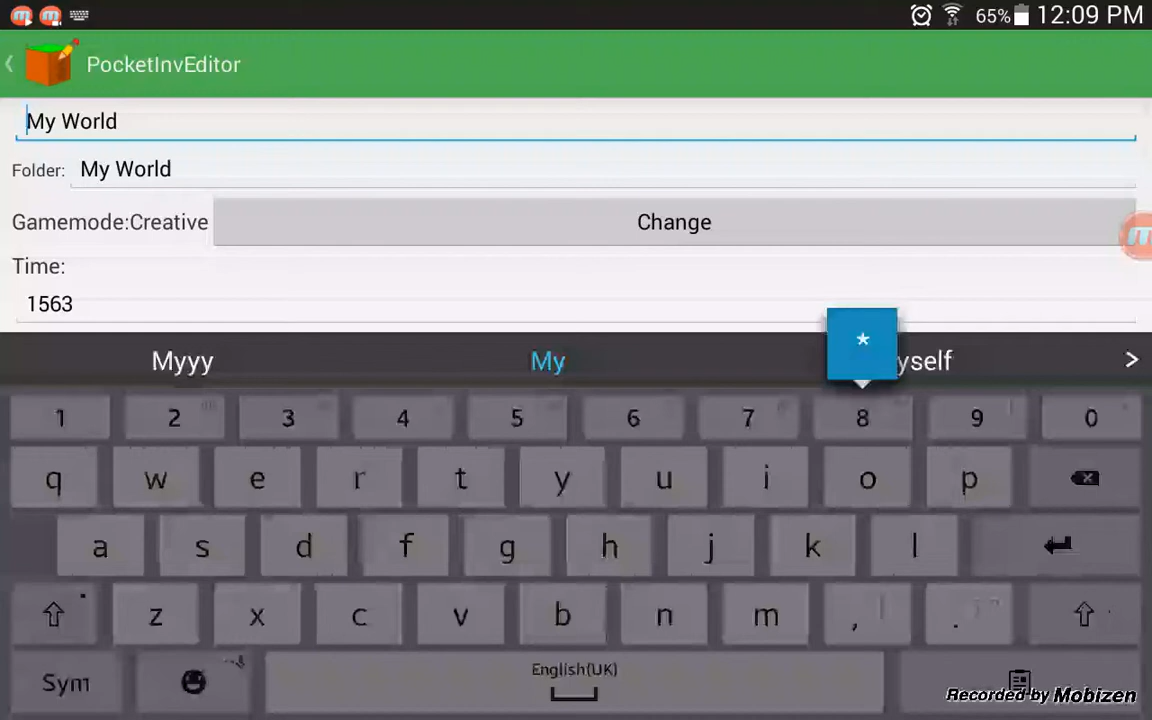 65% 12:09 PM
PocketInvEditor
My World
Folder: My World
Gamemode:Creative Change
Time:
1563
*
Myyy My yself >
1 2 3 4 5 6 7 8 9 0
q w e r t y u i o p
a s d f g h j k l
z x c v b n m , .
English(UK)
Sym
Recorded by Mobizen